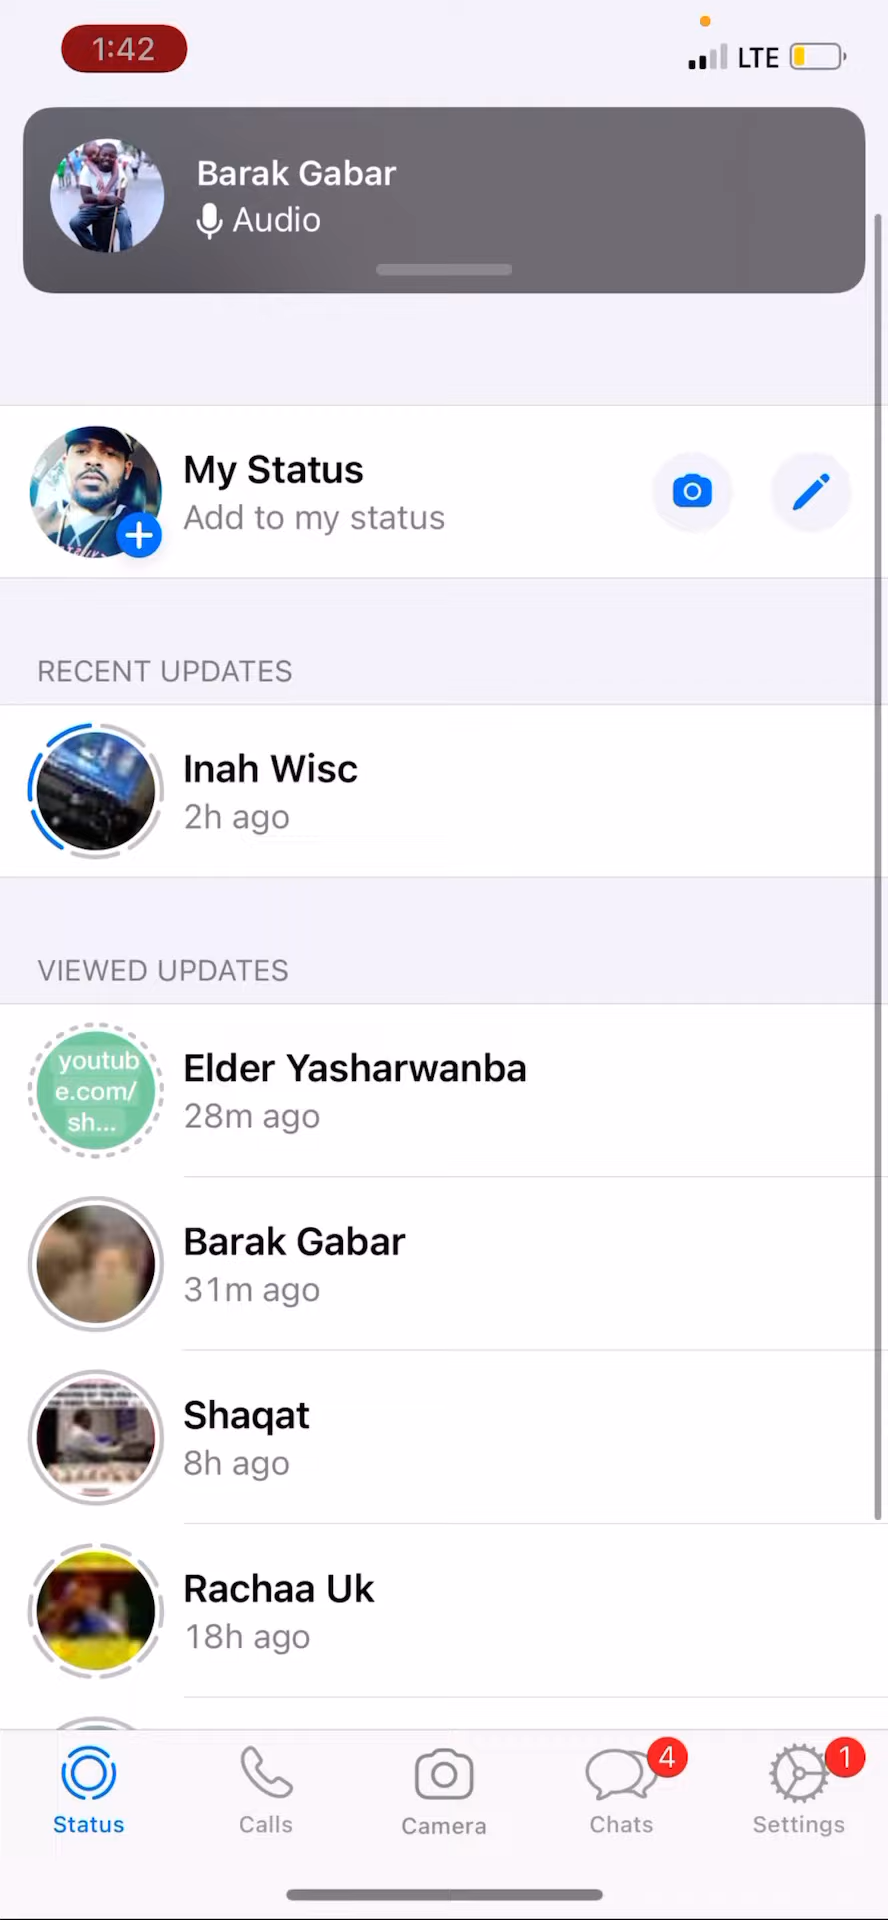 1:42
LTE
Barak Gabar
Audio
My Status
Add to my status
RECENT UPDATES
Inah Wisc
2h ago
VIEWED UPDATES
youtub
e.com/
sh...
Elder Yasharwanba
28m ago
Barak Gabar
31m ago
Shaqat
8h ago
Rachaa Uk
18h ago
4
1
Status
Calls
Camera
Chats
Settings